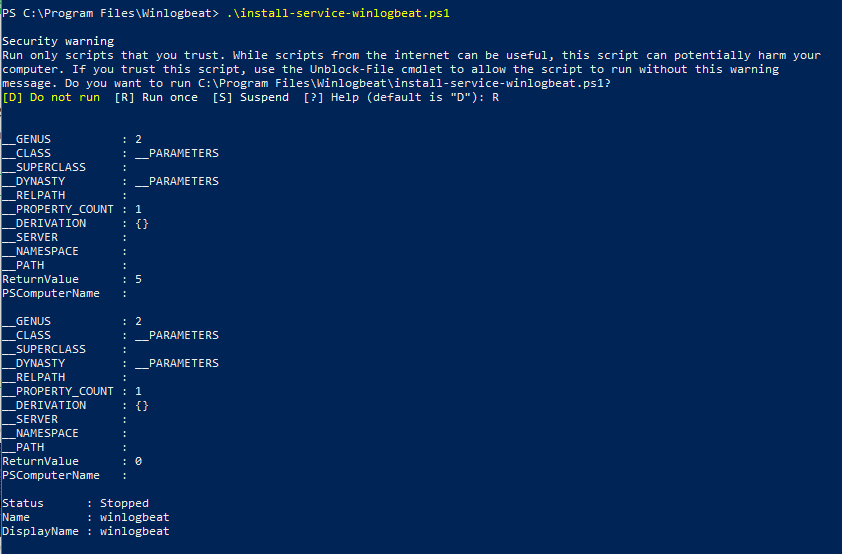 PS C:\Program Files\Winlogbeat> .\install-service-winlogbeat.ps1
Security warning
Run only scripts that you trust. While scripts from the internet can be useful, this script can potentially harm your
computer. If you trust this script, use the Unblock-File cmdlet to allow the script to run without this warning
message. Do you want to run C:\Program Files\Winlogbeat\install-service-winlogbeat.ps1?
[D] Do not run  [R] Run once  [S] Suspend  [?] Help (default is "D"): R
__GENUS          : 2
__CLASS          : __PARAMETERS
__SUPERCLASS     :
__DYNASTY        : __PARAMETERS
__RELPATH        :
__PROPERTY_COUNT : 1
__DERIVATION     : {}
__SERVER         :
__NAMESPACE      :
__PATH           :
ReturnValue      : 5
PSComputerName   :
__GENUS          : 2
__CLASS          : __PARAMETERS
__SUPERCLASS     :
__DYNASTY        : __PARAMETERS
__RELPATH        :
__PROPERTY_COUNT : 1
__DERIVATION     : {}
__SERVER         :
__NAMESPACE      :
__PATH           :
ReturnValue      : 0
PSComputerName   :
Status      : Stopped
Name        : winlogbeat
DisplayName : winlogbeat